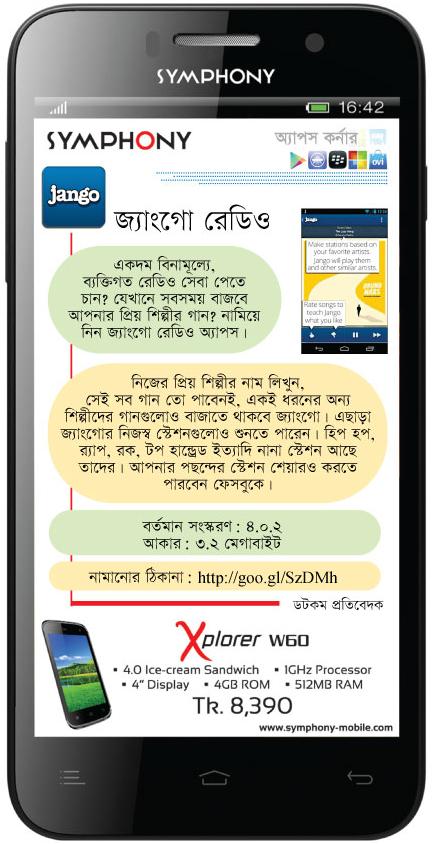 SYMPHONY
16:42
SYMPHONY
অ্যাপস কর্নার
ovi
jango
জ্যাংগো রেডিও
একদম বিনামূল্যে,
ব্যক্তিগত রেডিও সেবা পেতে
চান? যেখানে সবসময় বাজবে
আপনার প্রিয় শিল্পীর গান? নামিয়ে
নিন জ্যাংগো রেডিও অ্যাপস।
Jango
Make stations based on
your favorite artists.
Jango will play them
and other similar artists.
BRUNO
MARS
Rate songs to
teach Jango
what you like
নিজের প্রিয় শিল্পীর নাম লিখুন,
সেই সব গান তো পাবেনই, একই ধরনের অন্য
শিল্পীদের গানগুলোও বাজাতে থাকবে জ্যাংগো। এছাড়া
জ্যাংগোর নিজস্ব স্টেশনগুলোও শুনতে পারেন। হিপ হপ,
র‍্যাপ, রক, টপ হান্ড্রেড ইত্যাদি নানা স্টেশন আছে
তাদের। আপনার পছন্দের স্টেশন শেয়ারও করতে
পারবেন ফেসবুকে।
বর্তমান সংস্করণ : ৪.০.২
আকার : ৩.২ মেগাবাইট
নামানোর ঠিকানা : http://goo.gl/SzDMh
ডটকম প্রতিবেদক
Xplorer W60
▪ 4.0 Ice-cream Sandwich ▪ 1GHz Processor
▪ 4" Display ▪ 4GB ROM ▪ 512MB RAM
Tk. 8,390
www.symphony-mobile.com